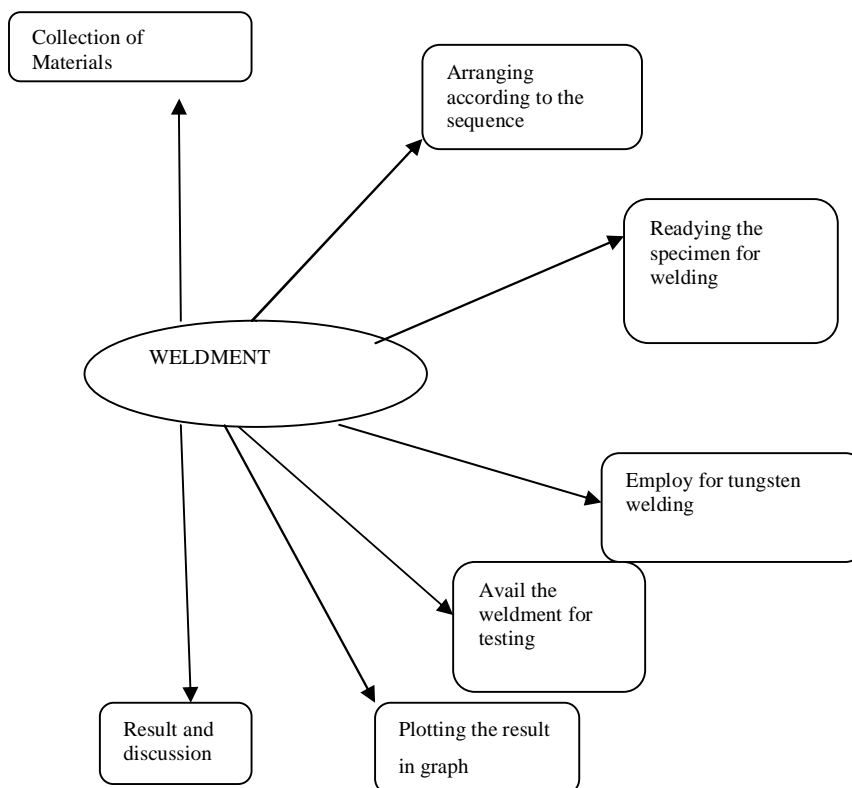 Collection of
Materials
Arranging
according to the
sequence
Readying the
specimen for
welding
WELDMENT
Employ for tungsten
welding
Avail the
weldment for
testing
Plotting the result
in graph
Result and
discussion